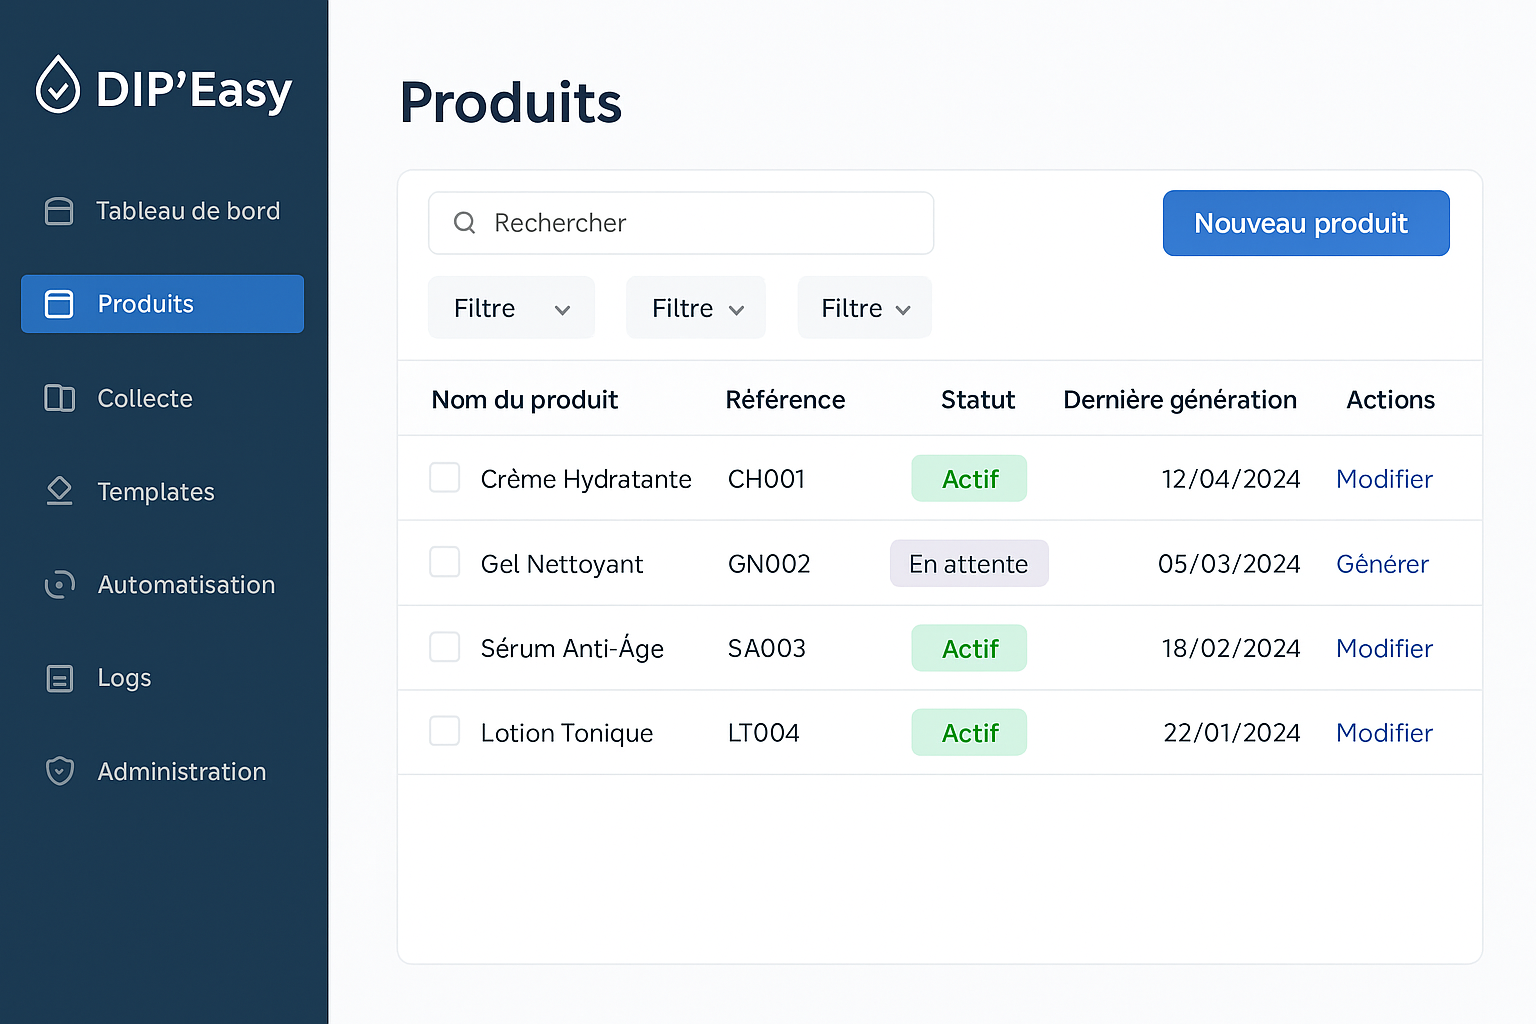 DIP'Easy
Tableau de bord
Produits
Collecte
Templates
Automatisation
Logs
Administration
Produits
Rechercher
Nouveau produit
Filtre
Filtre
Filtre
Nom du produit Référence Statut Dernière génération Actions
Crème Hydratante CH001 Actif 12/04/2024 Modifier
Gel Nettoyant GN002 En attente 05/03/2024 Générer
Sérum Anti-Áge SA003 Actif 18/02/2024 Modifier
Lotion Tonique LT004 Actif 22/01/2024 Modifier